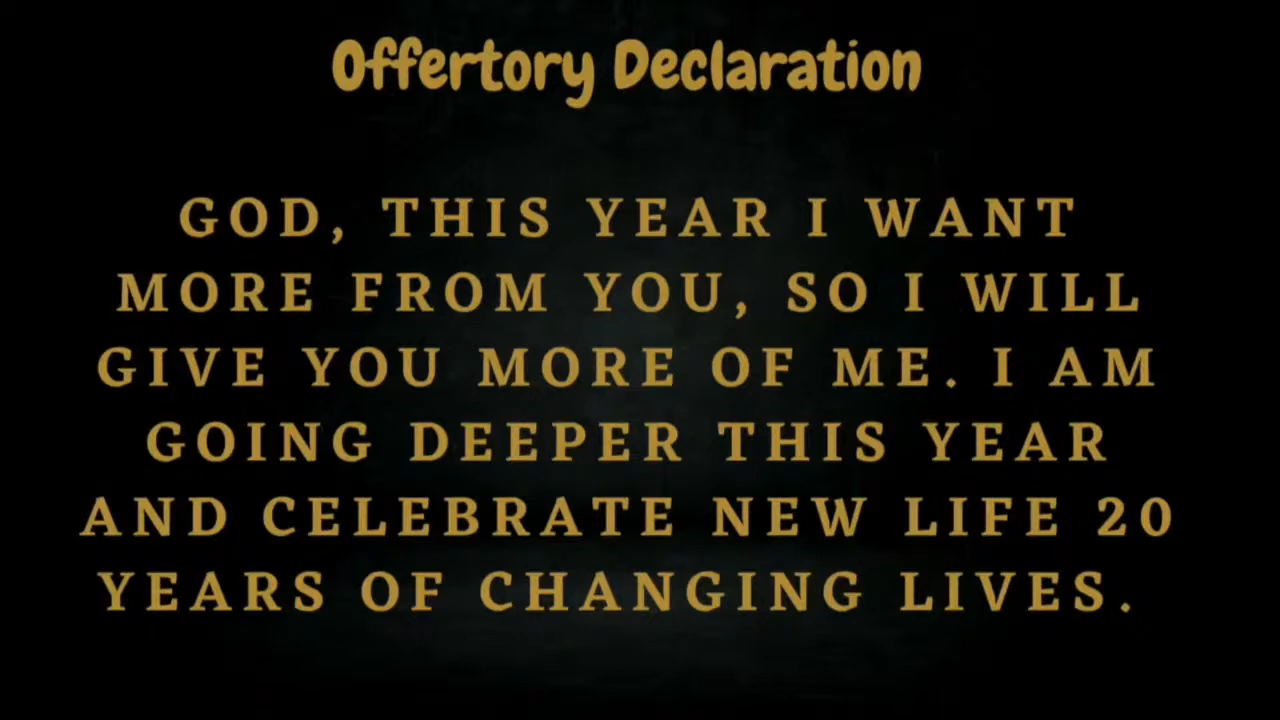 Offertory Declaration
GOD, THIS YEAR I WANT
MORE FROM YOU, SO I WILL
GIVE YOU MORE OF ME. I AM
GOING DEEPER THIS YEAR
AND CELEBRATE NEW LIFE 20
YEARS OF CHANGING LIVES.